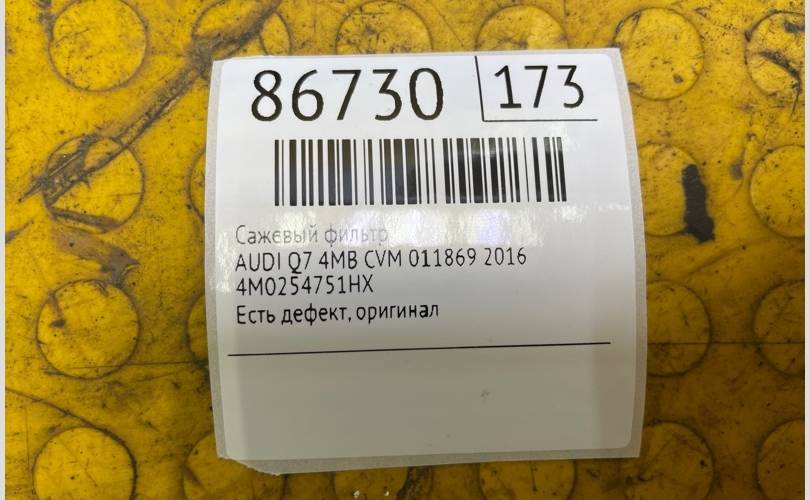 86730 173
Сажевый фильтр
AUDI Q7 4MB CVM 011869 2016
4M0254751HX
Есть дефект, оригинал